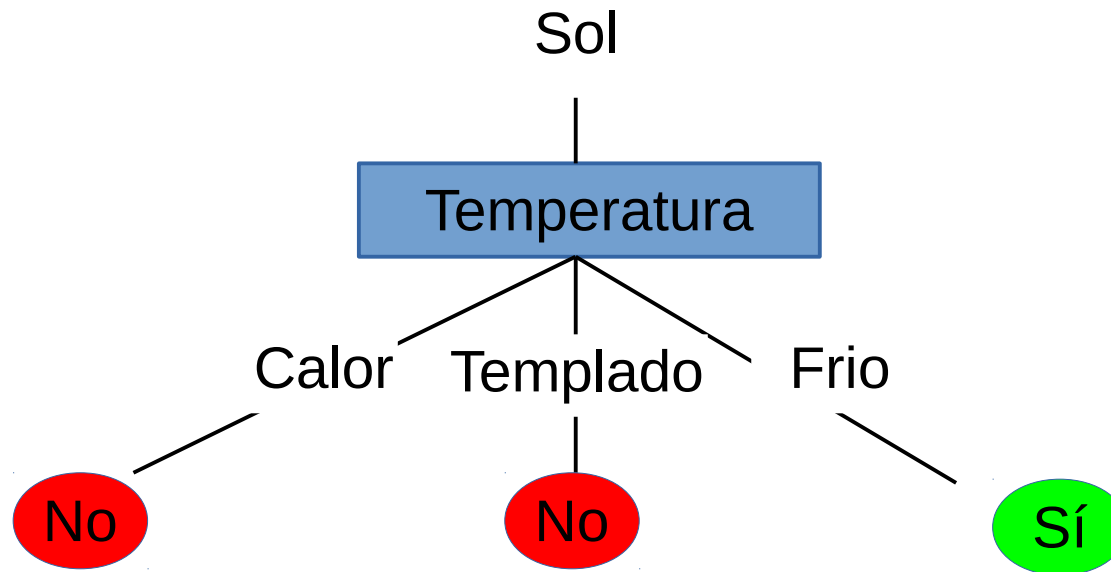 Sol
Temperatura
Calor
Templado
Frio
No
No
Sí